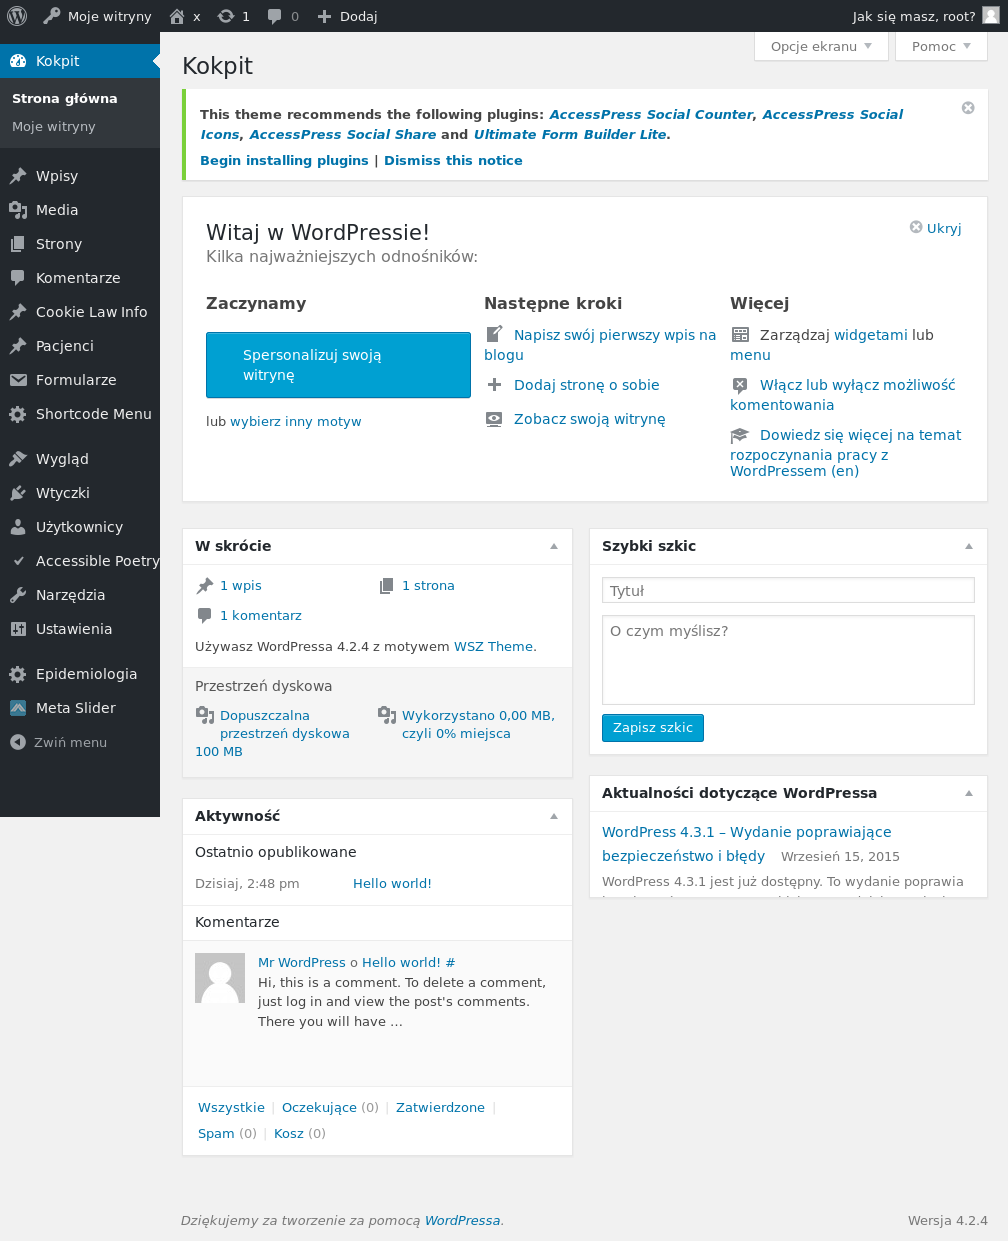 Moje witryny x 1 0 Dodaj Jak się masz, root?
Kokpit
Strona główna
Moje witryny
Wpisy
Media
Strony
Komentarze
Cookie Law Info
Pacjenci
Formularze
Shortcode Menu
Wygląd
Wtyczki
Użytkownicy
Accessible Poetry
Narzędzia
Ustawienia
Epidemiologia
Meta Slider
Zwiń menu
Opcje ekranu Pomoc
Kokpit
This theme recommends the following plugins: AccessPress Social Counter, AccessPress Social
Icons, AccessPress Social Share and Ultimate Form Builder Lite.
Begin installing plugins | Dismiss this notice
Witaj w WordPressie!
Ukryj
Kilka najważniejszych odnośników:
Zaczynamy
Spersonalizuj swoją
witrynę
lub wybierz inny motyw
Następne kroki
Napisz swój pierwszy wpis na
blogu
Dodaj stronę o sobie
Zobacz swoją witrynę
Więcej
Zarządzaj widgetami lub
menu
Włącz lub wyłącz możliwość
komentowania
Dowiedz się więcej na temat
rozpoczynania pracy z
WordPressem (en)
W skrócie
1 wpis 1 strona
1 komentarz
Używasz WordPressa 4.2.4 z motywem WSZ Theme.
Przestrzeń dyskowa
Dopuszczalna
przestrzeń dyskowa
100 MB
Wykorzystano 0,00 MB,
czyli 0% miejsca
Aktywność
Ostatnio opublikowane
Dzisiaj, 2:48 pm Hello world!
Komentarze
Mr WordPress o Hello world! #
Hi, this is a comment. To delete a comment,
just log in and view the post's comments.
There you will have …
Wszystkie | Oczekujące (0) | Zatwierdzone |
Spam (0) | Kosz (0)
Szybki szkic
Tytuł
O czym myślisz?
Zapisz szkic
Aktualności dotyczące WordPressa
WordPress 4.3.1 – Wydanie poprawiające
bezpieczeństwo i błędy Wrzesień 15, 2015
WordPress 4.3.1 jest już dostępny. To wydanie poprawia
Dziękujemy za tworzenie za pomocą WordPressa.
Wersja 4.2.4